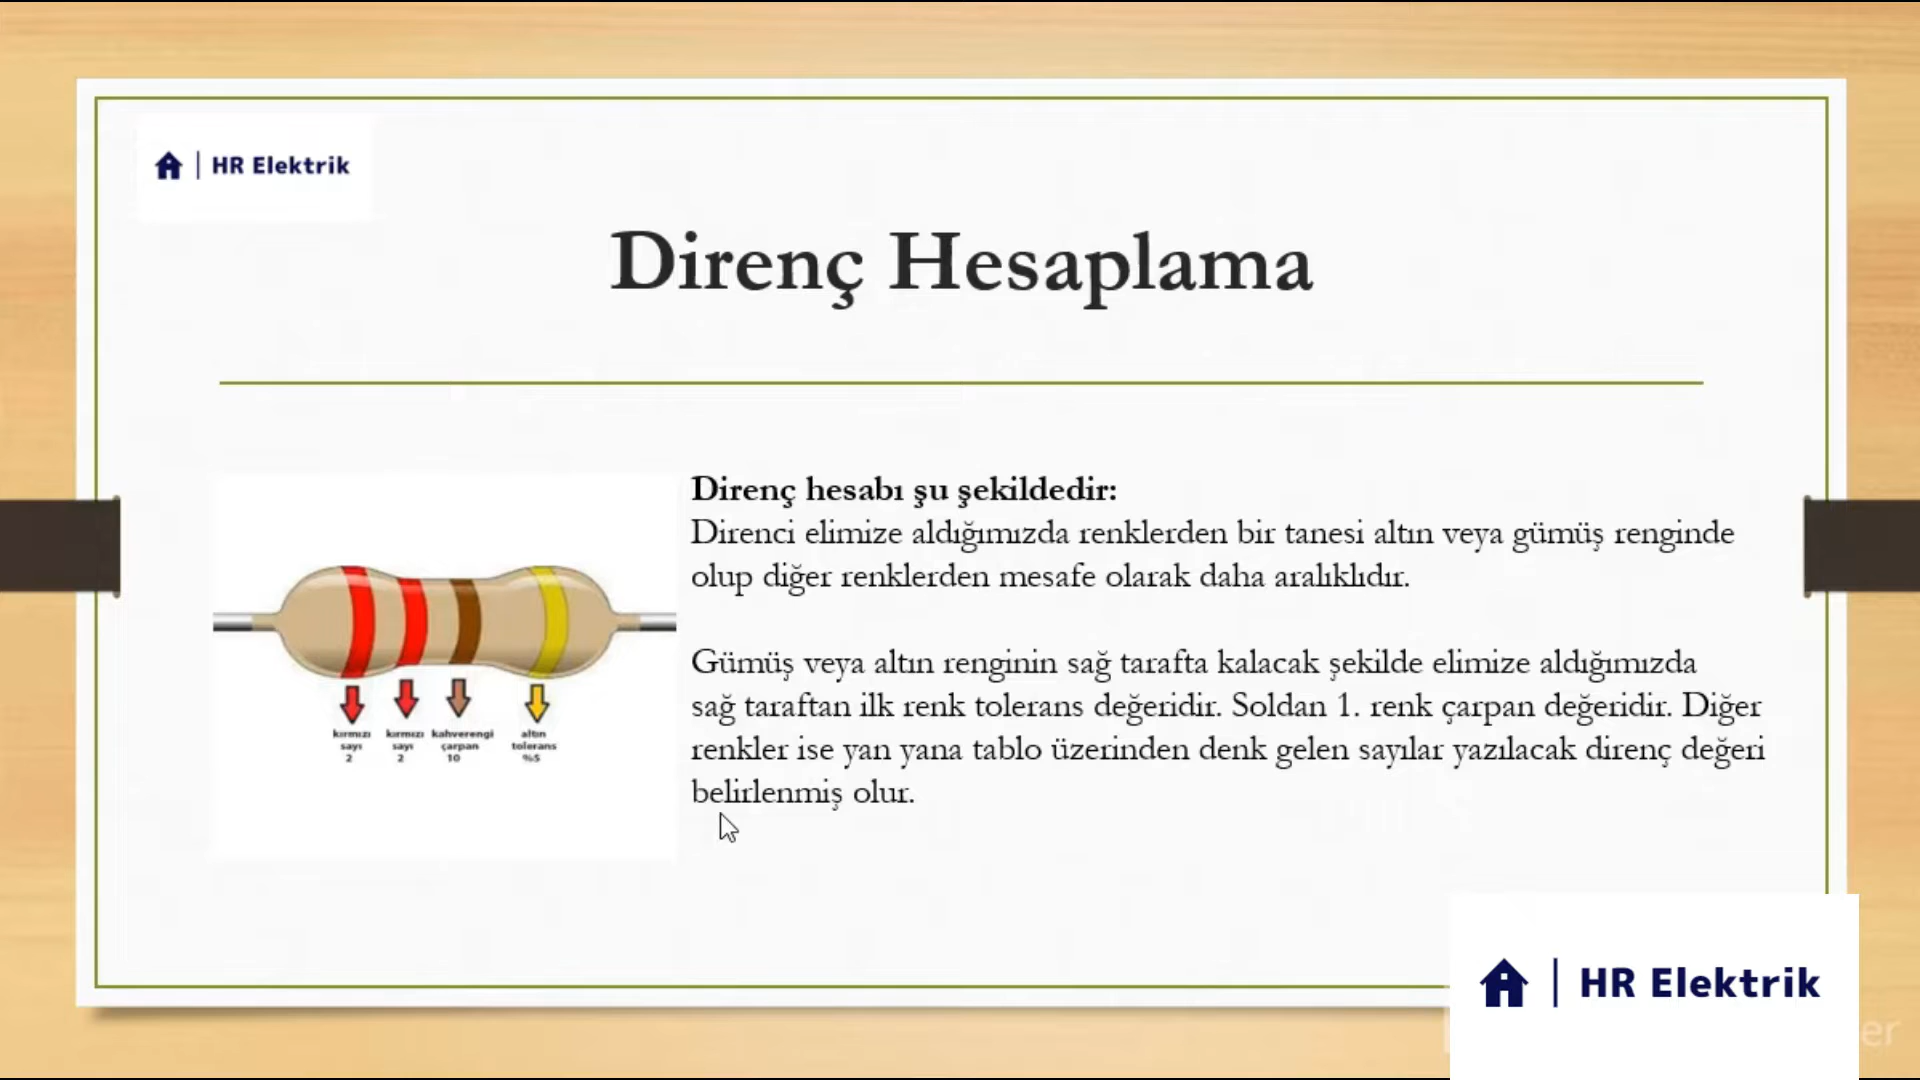 HR Elektrik
Direnç Hesaplama
Direnç hesabı şu şekildedir:
Direnci elimize aldığımızda renklerden bir tanesi altın veya gümüş renginde
olup diğer renklerden mesafe olarak daha aralıklıdır.
Gümüş veya altın renginin sağ tarafta kalacak şekilde elimize aldığımızda
sağ taraftan ilk renk tolerans değeridir. Soldan 1. renk çarpan değeridir. Diğer
renkler ise yan yana tablo üzerinden denk gelen sayılar yazılacak direnç değeri
belirlenmiş olur.
kırmızı kırmızı kahverengi altın
sayı sayı çarpan tolerans
2 2 10 %5
HR Elektrik
er